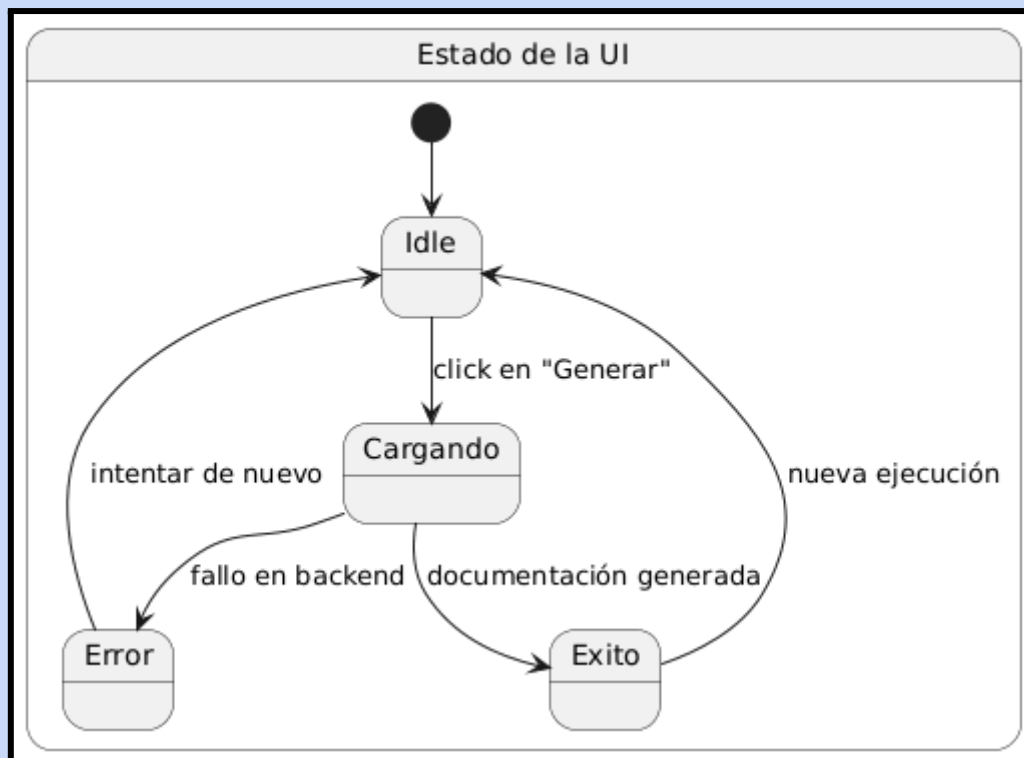 Estado de la UI
Idle
click en "Generar"
Cargando
intentar de nuevo
nueva ejecución
fallo en backend
documentación generada
Error
Exito